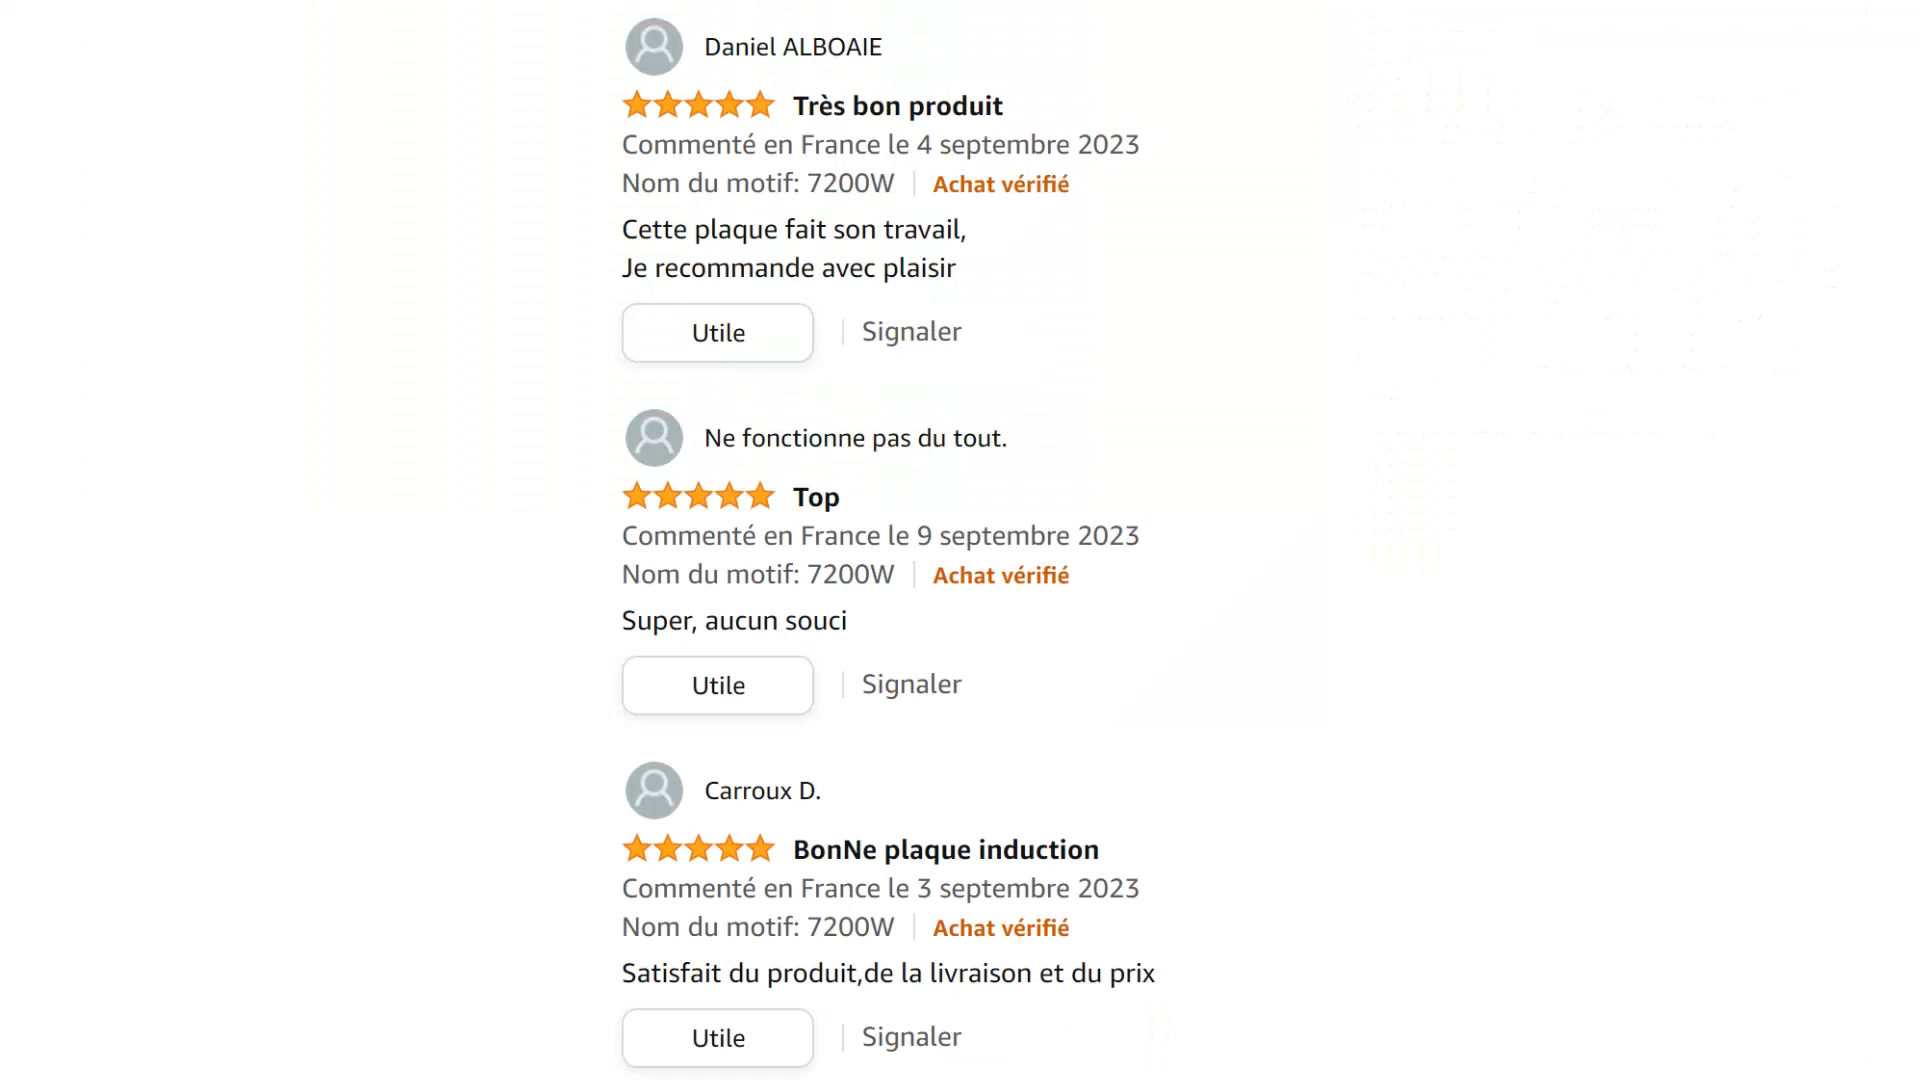 Daniel ALBOAIE
Très bon produit
Commenté en France le 4 septembre 2023
Nom du motif: 7200W | Achat vérifié
Cette plaque fait son travail,
Je recommande avec plaisir
Utile | Signaler
Ne fonctionne pas du tout.
Top
Commenté en France le 9 septembre 2023
Nom du motif: 7200W | Achat vérifié
Super, aucun souci
Utile | Signaler
Carroux D.
BonNe plaque induction
Commenté en France le 3 septembre 2023
Nom du motif: 7200W | Achat vérifié
Satisfait du produit,de la livraison et du prix
Utile | Signaler